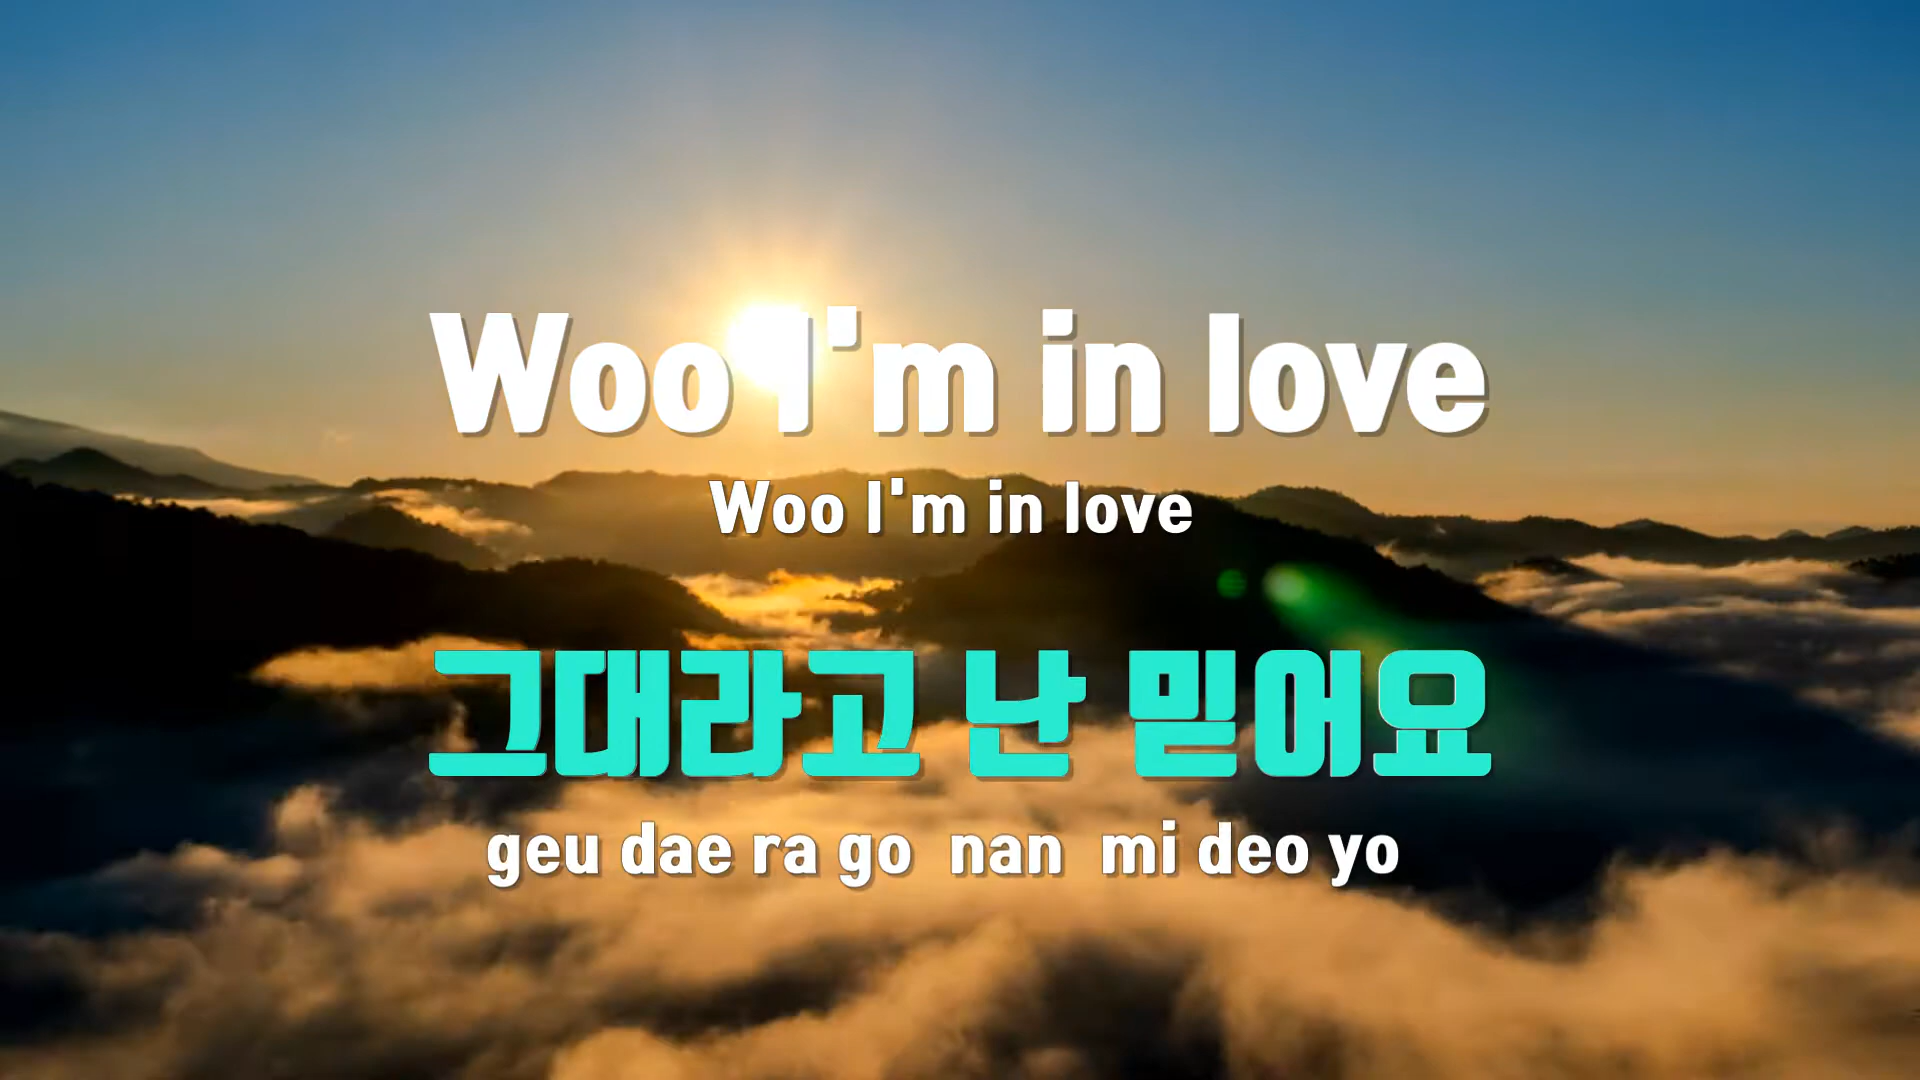 Woo I'm in love
Woo I'm in love
그대라고 난 믿어요
geu dae ra go nan mi deo yo